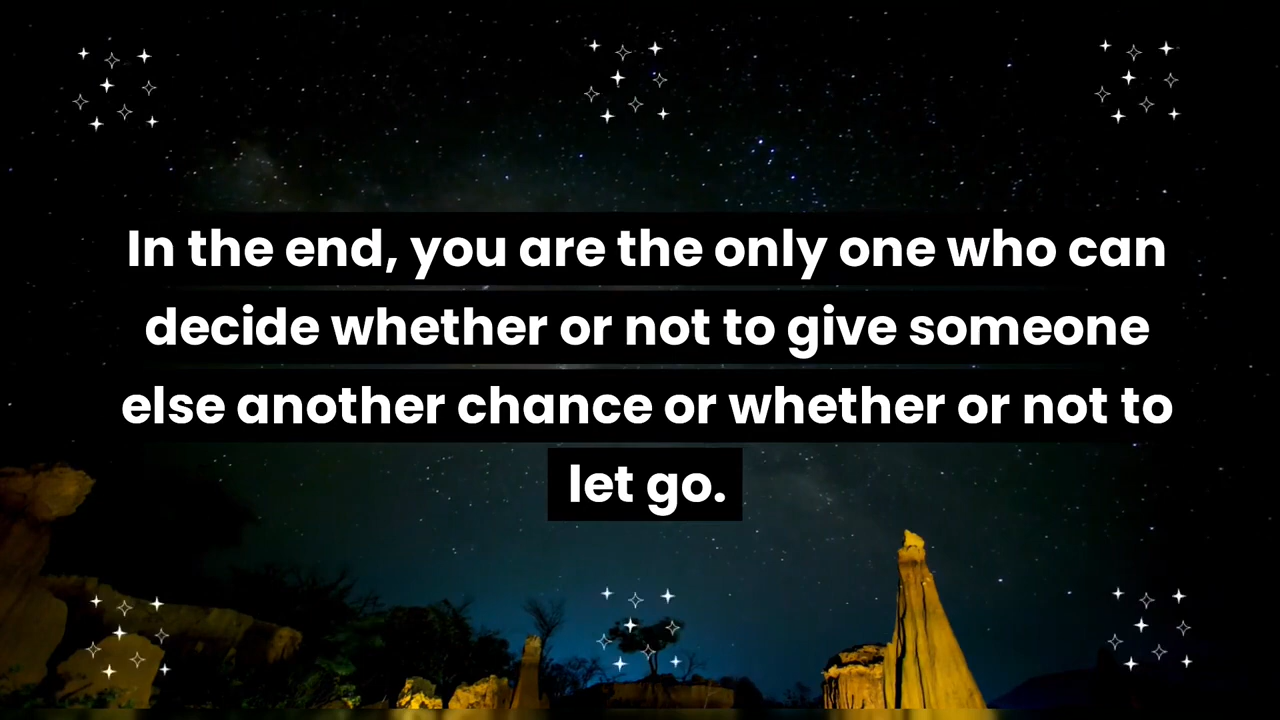 In the end, you are the only one who can
decide whether or not to give someone
else another chance or whether or not to
let go.